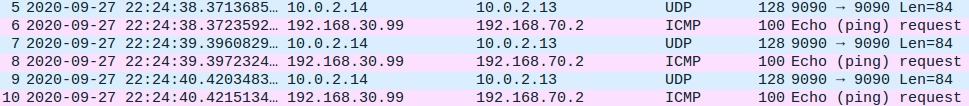 5 2020-09-27 22:24:38.3713685… 10.0.2.14 10.0.2.13 UDP 128 9090 → 9090 Len=84
6 2020-09-27 22:24:38.3723592… 192.168.30.99 192.168.70.2 ICMP 100 Echo (ping) request
7 2020-09-27 22:24:39.3960829… 10.0.2.14 10.0.2.13 UDP 128 9090 → 9090 Len=84
8 2020-09-27 22:24:39.3972324… 192.168.30.99 192.168.70.2 ICMP 100 Echo (ping) request
9 2020-09-27 22:24:40.4203483… 10.0.2.14 10.0.2.13 UDP 128 9090 → 9090 Len=84
10 2020-09-27 22:24:40.4215134… 192.168.30.99 192.168.70.2 ICMP 100 Echo (ping) request